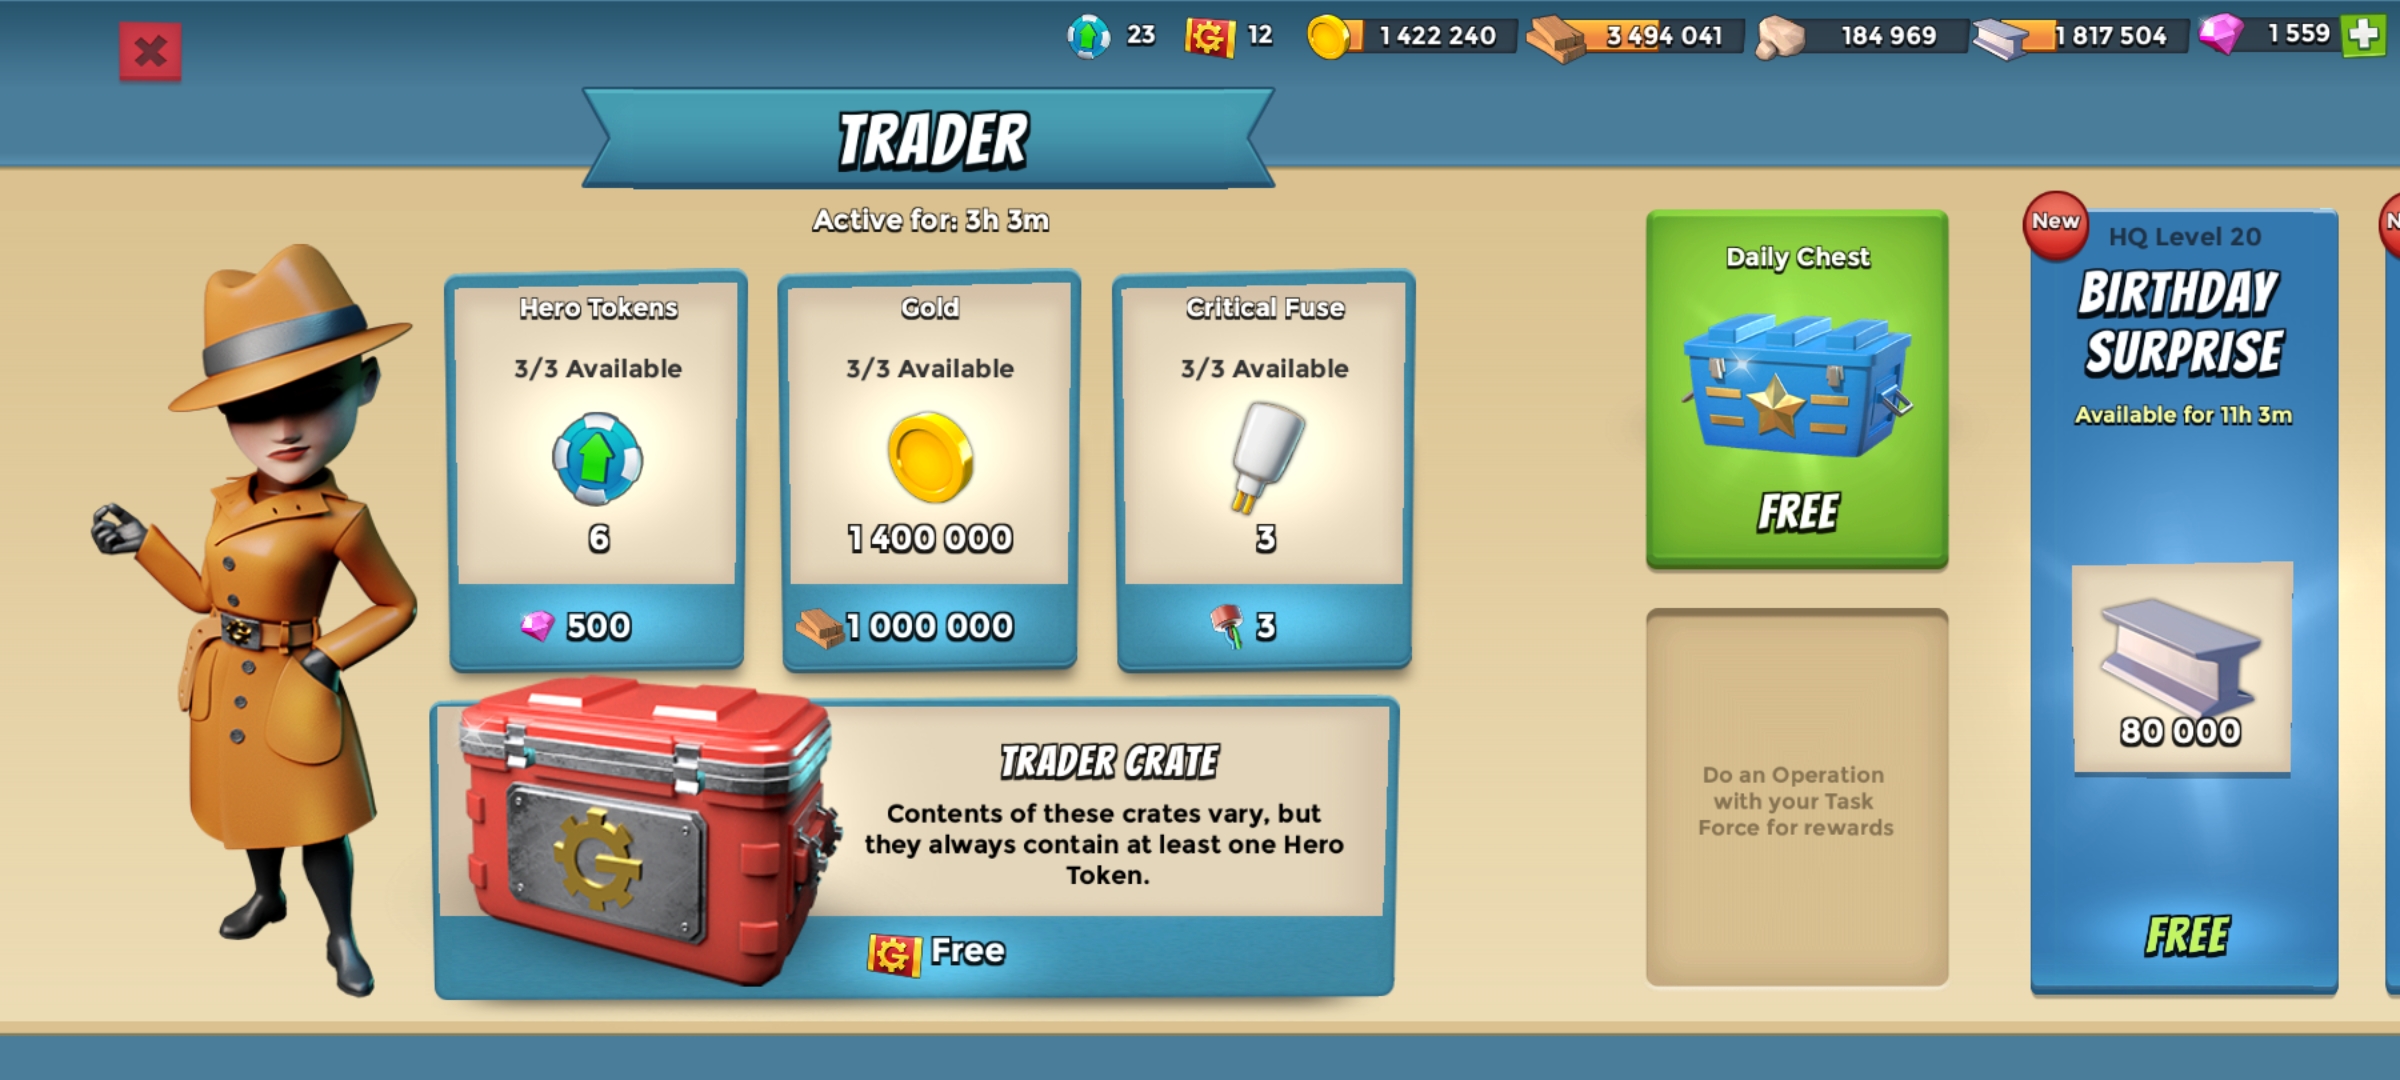 23
12
1 422 240
3 494 041
184 969
1 817 504
1 559
TRADER
Active for: 3h 3m
Hero Tokens
3/3 Available
6
500
Gold
3/3 Available
1 400 000
1 000 000
Critical Fuse
3/3 Available
3
3
TRADER CRATE
Contents of these crates vary, but
they always contain at least one Hero
Token.
G
G Free
Daily Chest
FREE
Do an Operation
with your Task
Force for rewards
New
HQ Level 20
BIRTHDAY
SURPRISE
Available for 11h 3m
80 000
FREE